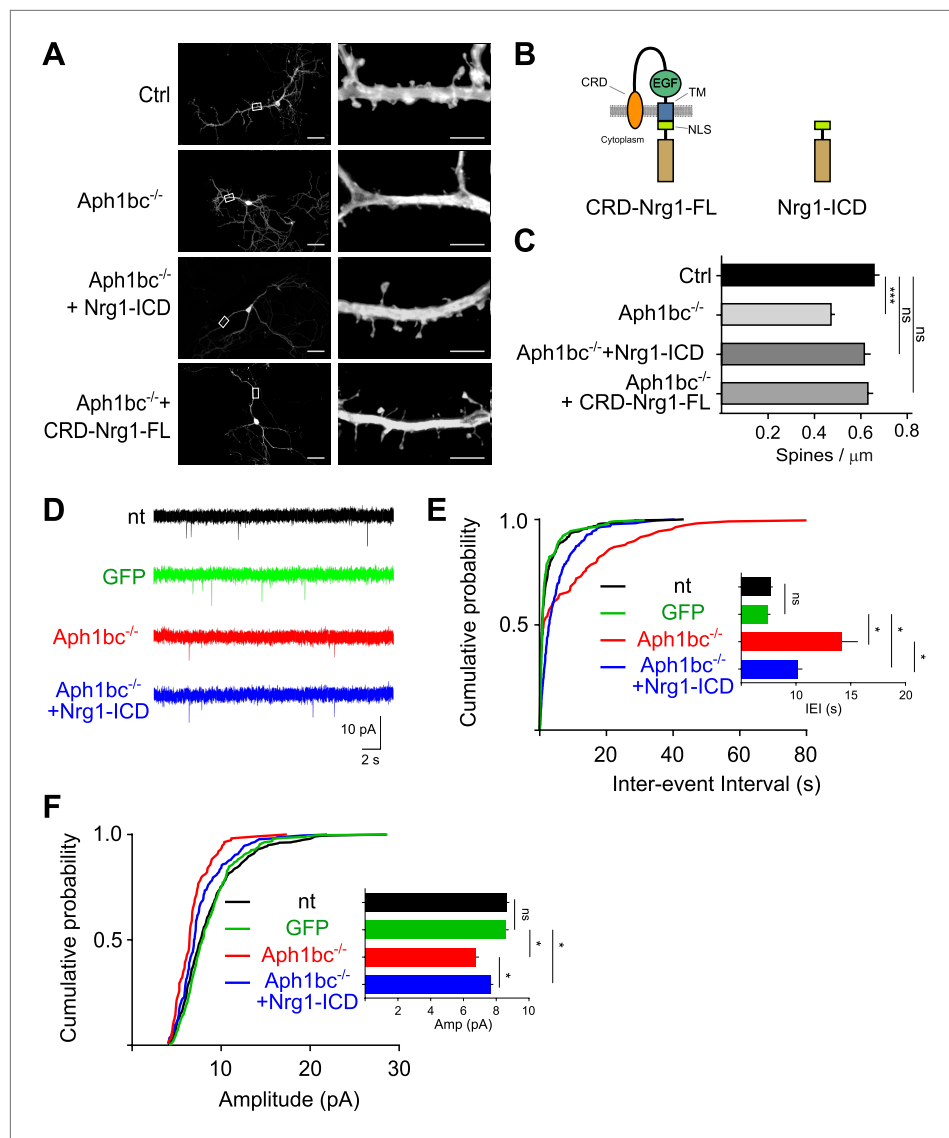 A
Ctrl
Aph1bc-/-
Aph1bc-/-
+ Nrg1-ICD
Aph1bc-/-+
CRD-Nrg1-FL
B
CRD
EGF
TM
NLS
Cytoplasm
CRD-Nrg1-FL
Nrg1-ICD
C
Ctrl
Aph1bc-/-
Aph1bc-/-+Nrg1-ICD
Aph1bc-/-
+ CRD-Nrg1-FL
***
ns
ns
0.2 0.4 0.6 0.8
Spines / μm
D
nt
GFP
Aph1bc-/-
Aph1bc-/-
+Nrg1-ICD
10 pA
2 s
E
Cumulative probability
1.0
0.5
20 40 60 80
Inter-event Interval (s)
nt
GFP
Aph1bc-/-
Aph1bc-/-
+Nrg1-ICD
ns
*
*
*
10 15 20
IEI (s)
F
Cumulative probability
1.0
0.5
10 20 30
Amplitude (pA)
nt
GFP
Aph1bc-/-
Aph1bc-/-
+Nrg1-ICD
ns
*
*
*
2 4 6 8 10
Amp (pA)